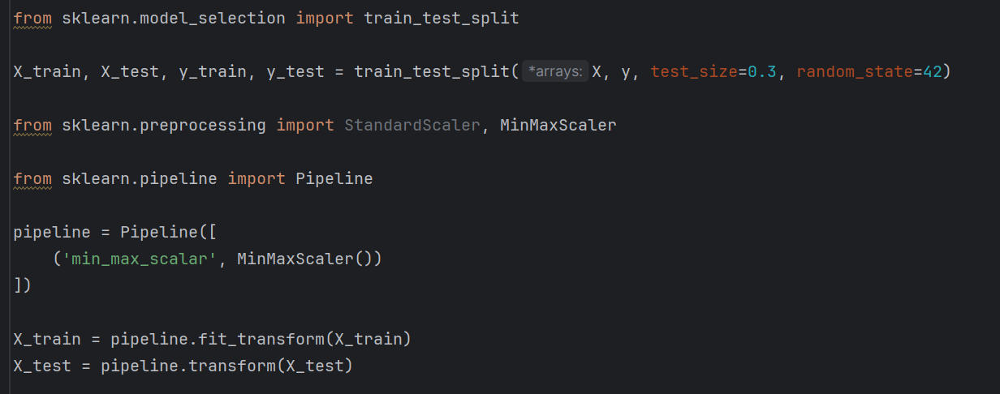 from sklearn.model_selection import train_test_split
X_train, X_test, y_train, y_test = train_test_split(*arrays: X, y, test_size=0.3, random_state=42)
from sklearn.preprocessing import StandardScaler, MinMaxScaler
from sklearn.pipeline import Pipeline
pipeline = Pipeline([
    ('min_max_scalar', MinMaxScaler())
])
X_train = pipeline.fit_transform(X_train)
X_test = pipeline.transform(X_test)